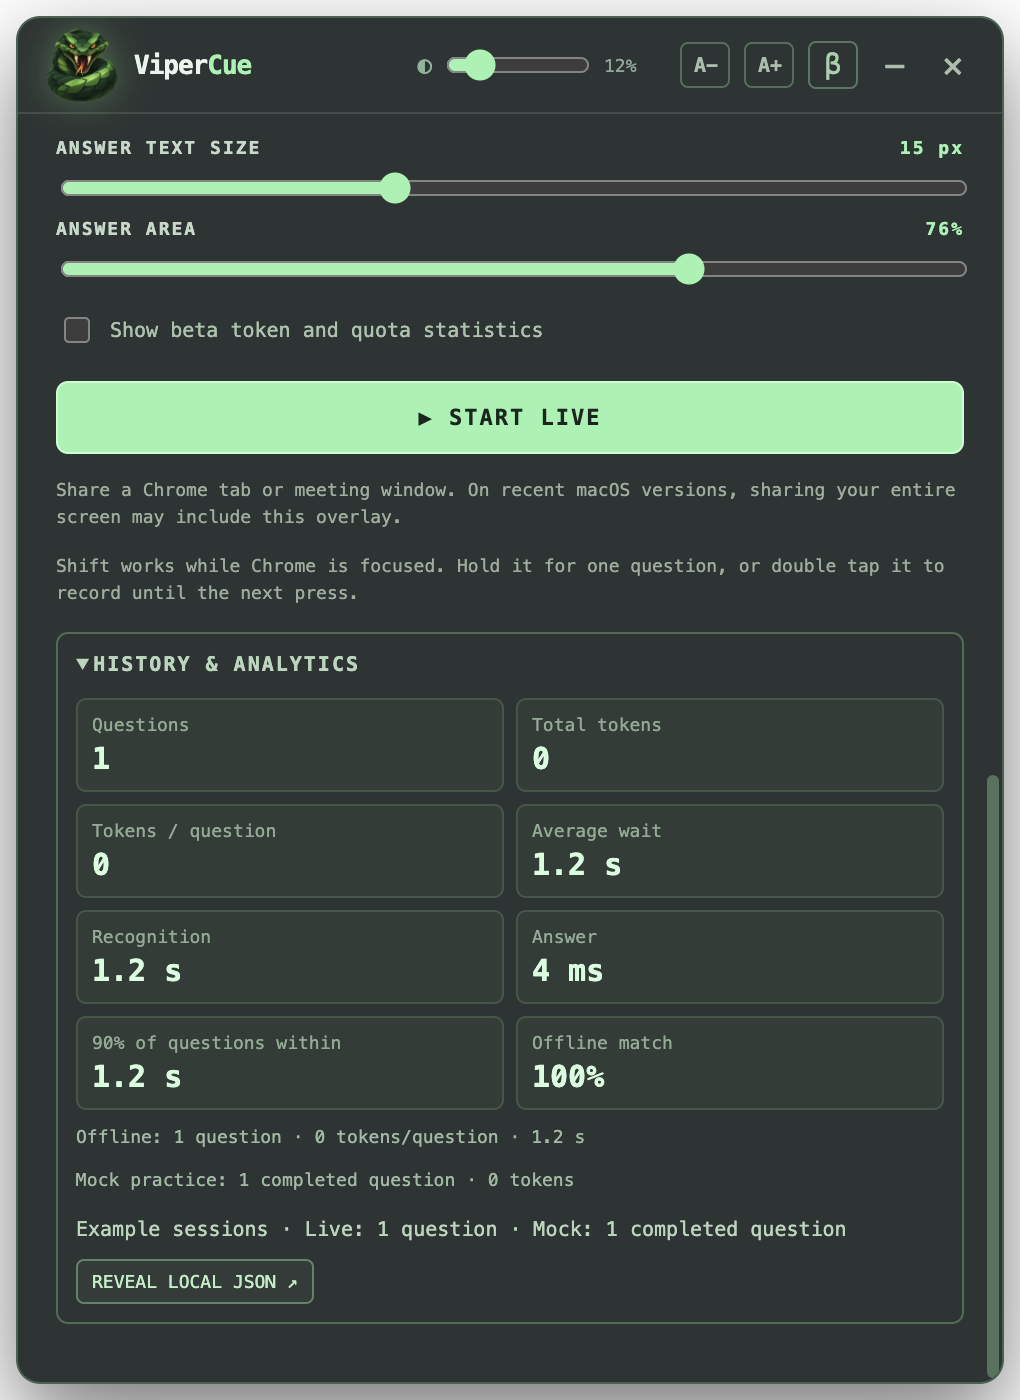 ViperCue
12%
A−
A+
β
ANSWER TEXT SIZE
15 px
ANSWER AREA
76%
Show beta token and quota statistics
▶ START LIVE
Share a Chrome tab or meeting window. On recent macOS versions, sharing your entire
screen may include this overlay.
Shift works while Chrome is focused. Hold it for one question, or double tap it to
record until the next press.
▼HISTORY & ANALYTICS
Questions
1
Total tokens
0
Tokens / question
0
Average wait
1.2 s
Recognition
1.2 s
Answer
4 ms
90% of questions within
1.2 s
Offline match
100%
Offline: 1 question · 0 tokens/question · 1.2 s
Mock practice: 1 completed question · 0 tokens
Example sessions · Live: 1 question · Mock: 1 completed question
REVEAL LOCAL JSON ↗